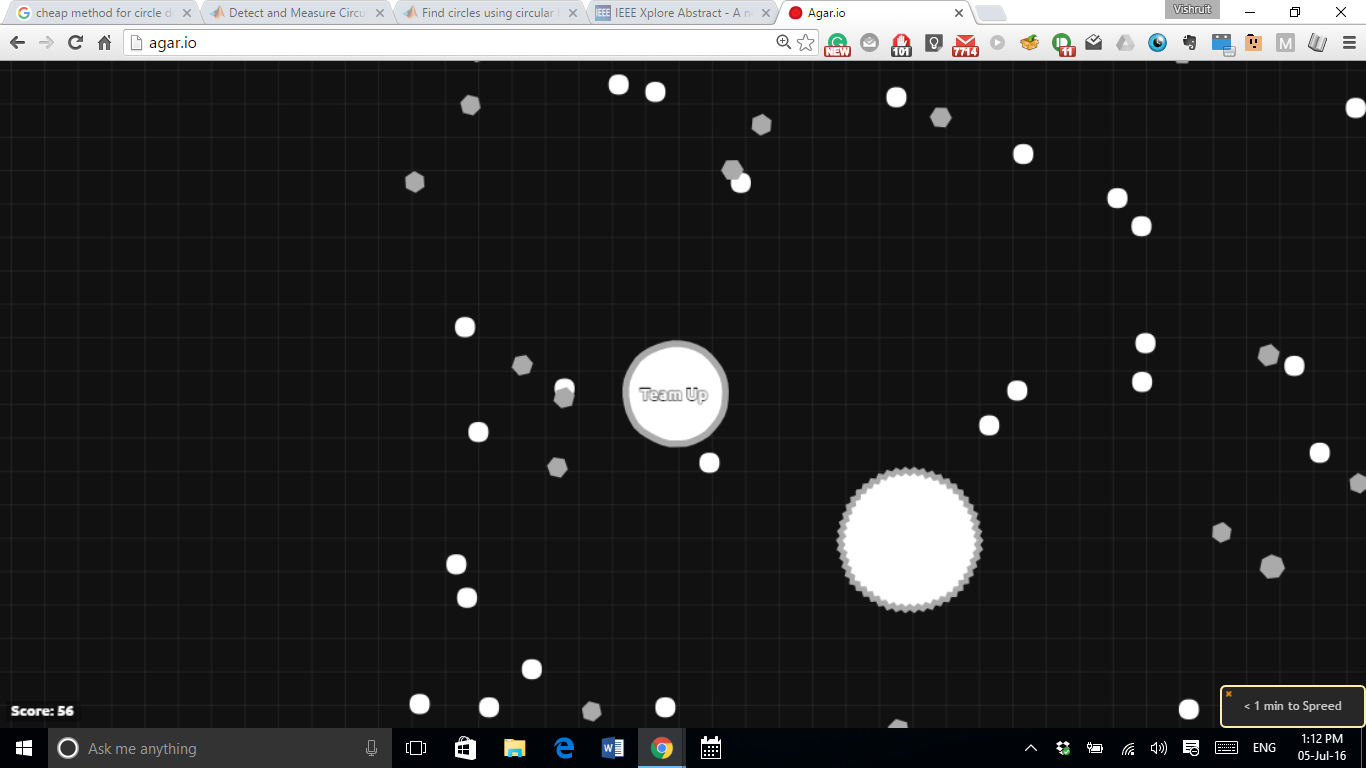 cheap method for circle d
Detect and Measure Circu
Find circles using circular
IEEE Xplore Abstract - A n
Agar.io
Vishruit
agar.io
NEW
101
7714
11
Team Up
Score: 56
< 1 min to Spreed
Ask me anything
ENG
1:12 PM
05-Jul-16